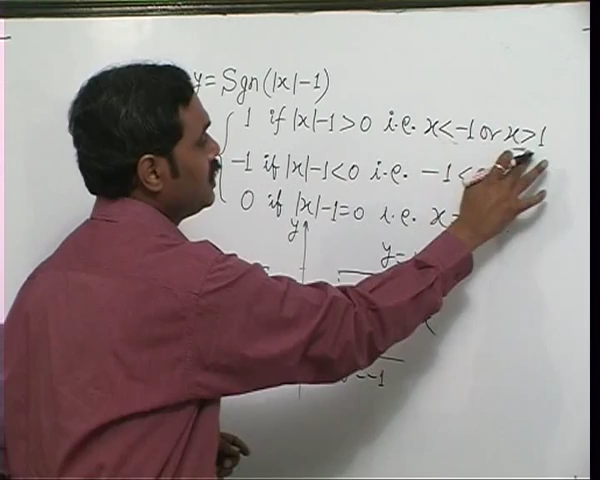 y = Sgn(|x|-1)
1 if |x|-1>0 i.e. x<-1 or x>1
-1 if |x|-1<0 i.e. -1<
0 if |x|-1=0 i.e. x=
y
y=
-1